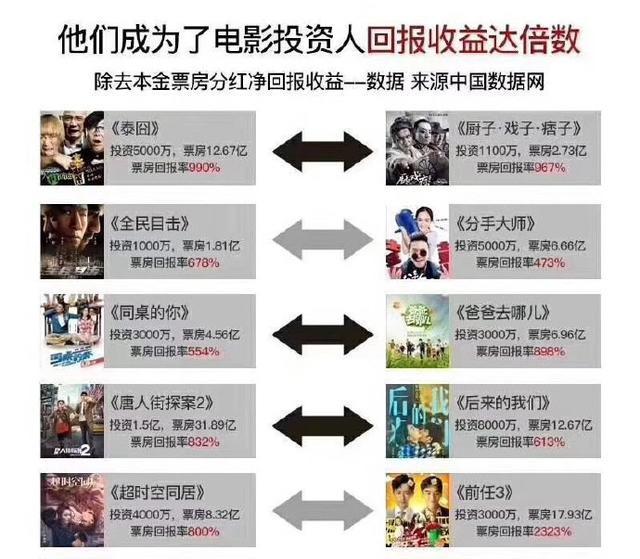 他们成为了电影投资人回报收益达倍数
除去本金票房分红净回报收益--数据 来源中国数据网
《泰囧》
投资5000万，票房12.67亿
票房回报率990%
《厨子·戏子·痞子》
投资1100万，票房2.73亿
票房回报率967%
《全民目击》
投资1000万，票房1.81亿
票房回报率678%
《分手大师》
投资5000万，票房6.66亿
票房回报率473%
《同桌的你》
投资3000万，票房4.56亿
票房回报率554%
《爸爸去哪儿》
投资3000万，票房6.96亿
票房回报率898%
《唐人街探案2》
投资1.5亿，票房31.89亿
票房回报率832%
《后来的我们》
投资8000万，票房12.67亿
票房回报率613%
《超时空同居》
投资4000万，票房8.32亿
票房回报率800%
《前任3》
投资3000万，票房17.93亿
票房回报率2323%